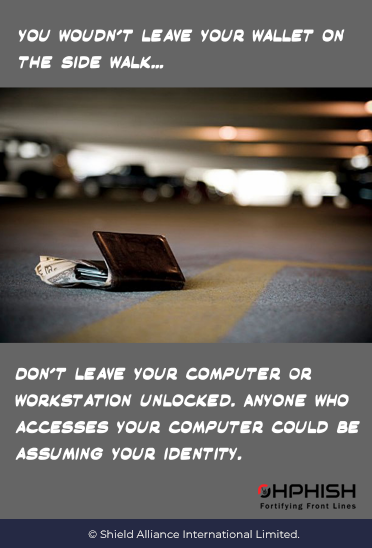 YOU WOUDN'T LEAVE YOUR WALLET ON
THE SIDE WALK...
DON'T LEAVE YOUR COMPUTER OR
WORKSTATION UNLOCKED. ANYONE WHO
ACCESSES YOUR COMPUTER COULD BE
ASSUMING YOUR IDENTITY.
OHPHISH
Fortifying Front Lines
© Shield Alliance International Limited.